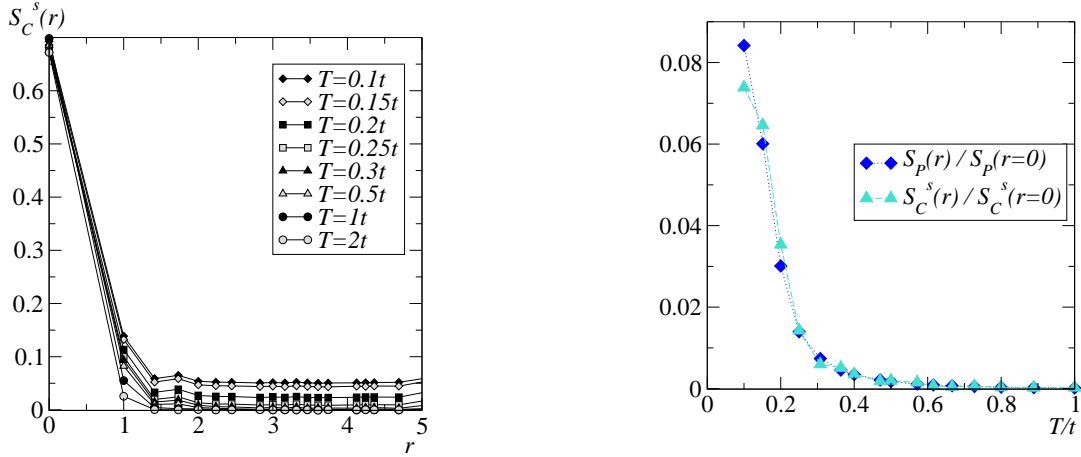 S_C^s(r)
0.6
0.5
0.4
0.3
0.2
0.1
0
0 1 2 3 4 5
r
T=0.1t
T=0.15t
T=0.2t
T=0.25t
T=0.3t
T=0.5t
T=1t
T=2t
0.08
0.06
0.04
0.02
0
0 0.2 0.4 0.6 0.8 1
T/t
S_P(r) / S_P(r=0)
S_C^s(r) / S_C^s(r=0)